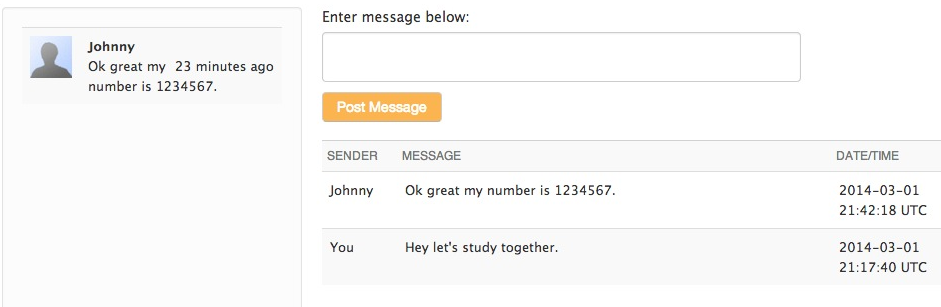 Johnny
Ok great my 23 minutes ago
number is 1234567.
Enter message below:
Post Message
SENDER MESSAGE DATE/TIME
Johnny Ok great my number is 1234567. 2014-03-01
21:42:18 UTC
You Hey let's study together. 2014-03-01
21:17:40 UTC